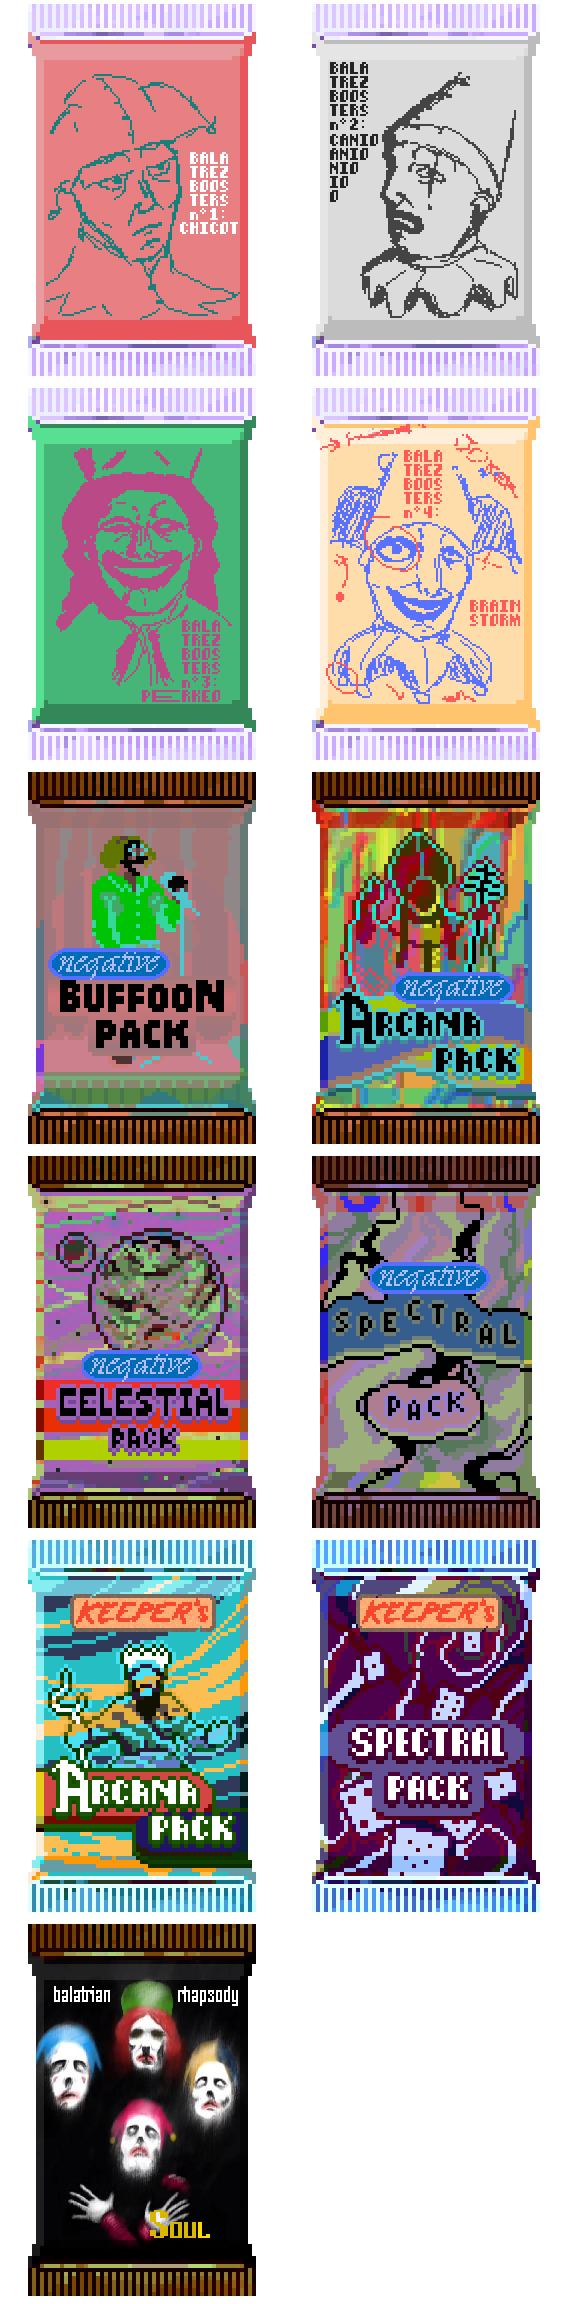 BALA
TREZ
BOOS
TERS
n°1:
CHICOT
BALA
TREZ
BOOS
TERS
n°2:
CANIO
ANIO
NIO
IO
O
BALA
TREZ
BOOS
TERS
n°3:
PERKEO
BALA
TREZ
BOOS
TERS
n°4:
BRAIN
STORM
negative
BUFFOON
PACK
negative
ARCANA
PACK
negative
CELESTIAL
PACK
negative
SPECTRAL
PACK
KEEPER's
ARCANA
PACK
KEEPER's
SPECTRAL
PACK
balatrian rhapsody
SOUL